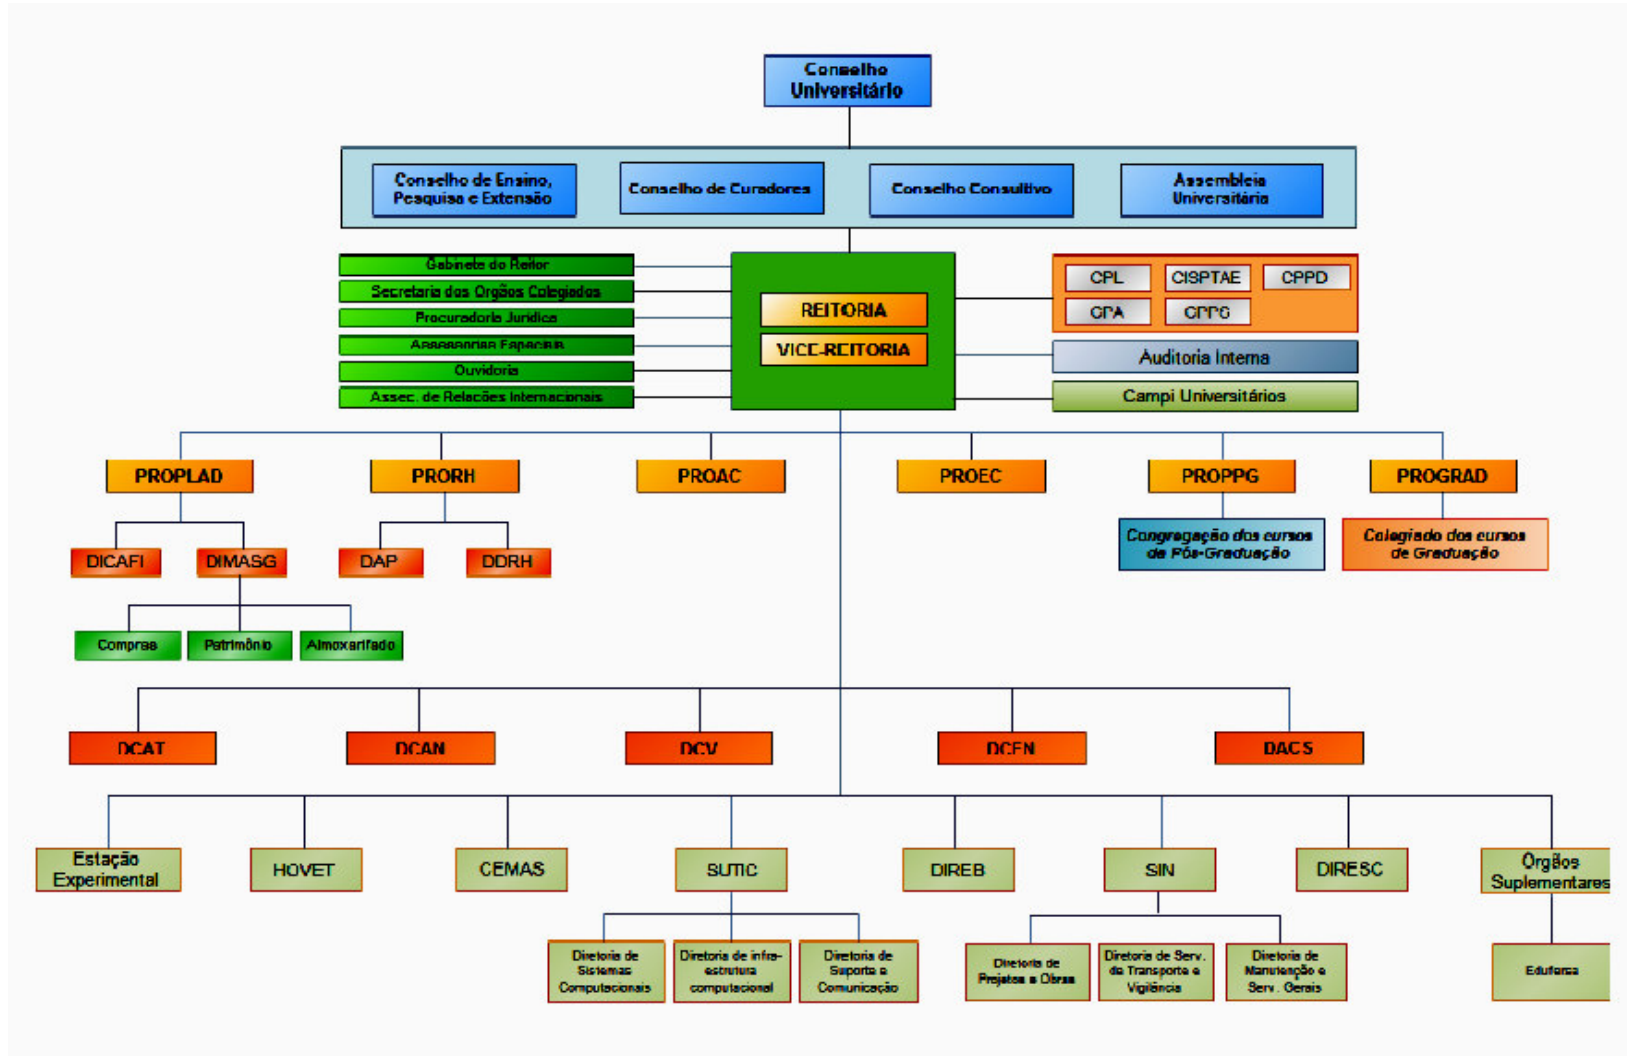 Conselho
Universitário
Conselho de Ensino,
Pesquisa e Extensão
Conselho de Curadores
Conselho Consultivo
Assembleia
Universitária
Gabinete do Reitor
Secretaria dos Orgãos Colegiados
Procuradoria Jurídica
Assessorias Especiais
Ouvidoria
Asses. de Relações Internacionais
REITORIA
VICE-REITORIA
CPL
CISPTAE
CPPD
CPA
CPPS
Auditoria Interna
Campi Universitários
PROPLAD
PRORH
PROAC
PROEC
PROPPG
PROGRAD
DICAFI
DIMASG
DAP
DDRH
Congregação dos cursos
de Pós-Graduação
Colegiado dos cursos
de Graduação
Compras
Patrimônio
Almoxarifado
DCAT
DCAN
DCV
DCEN
DACS
Estação
Experimental
HOVET
CEMAS
SUTIC
DIREB
SIN
DIRESC
Órgãos
Suplementares
Diretoria de
Sistemas
Computacionais
Diretoria de infra-
estrutura
computacional
Diretoria de
Suporte e
Comunicação
Diretoria de
Projetos e Obras
Diretoria de Serv.
de Transporte e
Vigilância
Diretoria de
Manutenção e
Serv. Gerais
Edufersa